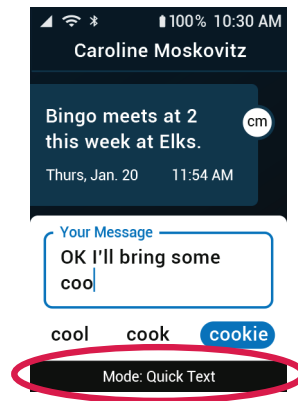 100% 10:30 AM
Caroline Moskovitz
Bingo meets at 2
this week at Elks.
cm
Thurs, Jan. 20 11:54 AM
Your Message
OK I'll bring some
coo
cool cook cookie
Mode: Quick Text